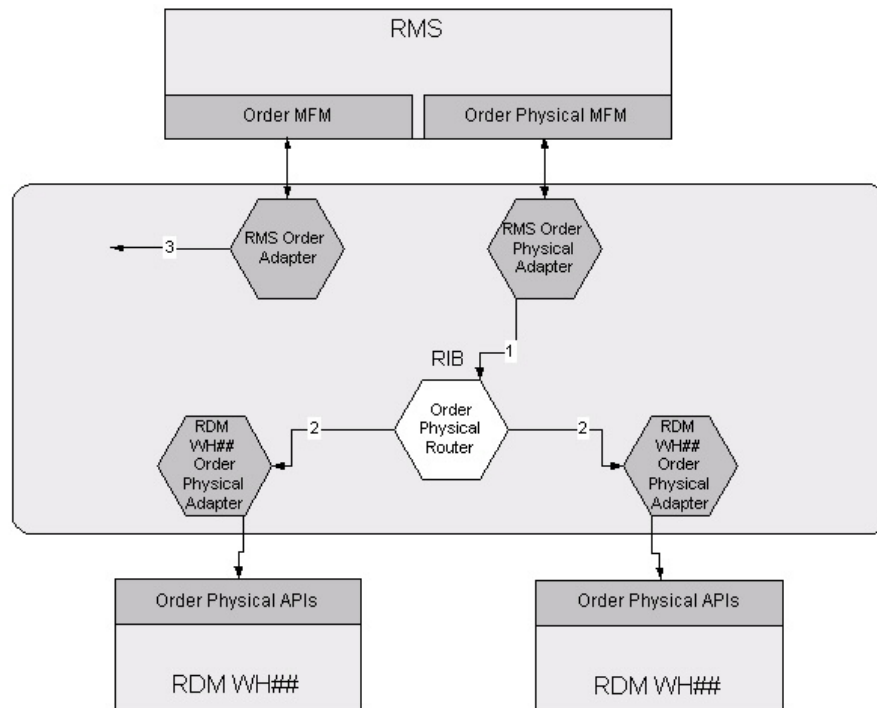 RMS
Order MFM
Order Physical MFM
RMS Order
Adapter
RMS Order
Physical
Adapter
3
1
RIB
Order
Physical
Router
2
2
RDM
WH##
Order
Physical
Adapter
RDM
WH##
Order
Physical
Adapter
Order Physical APIs
Order Physical APIs
RDM WH##
RDM WH##